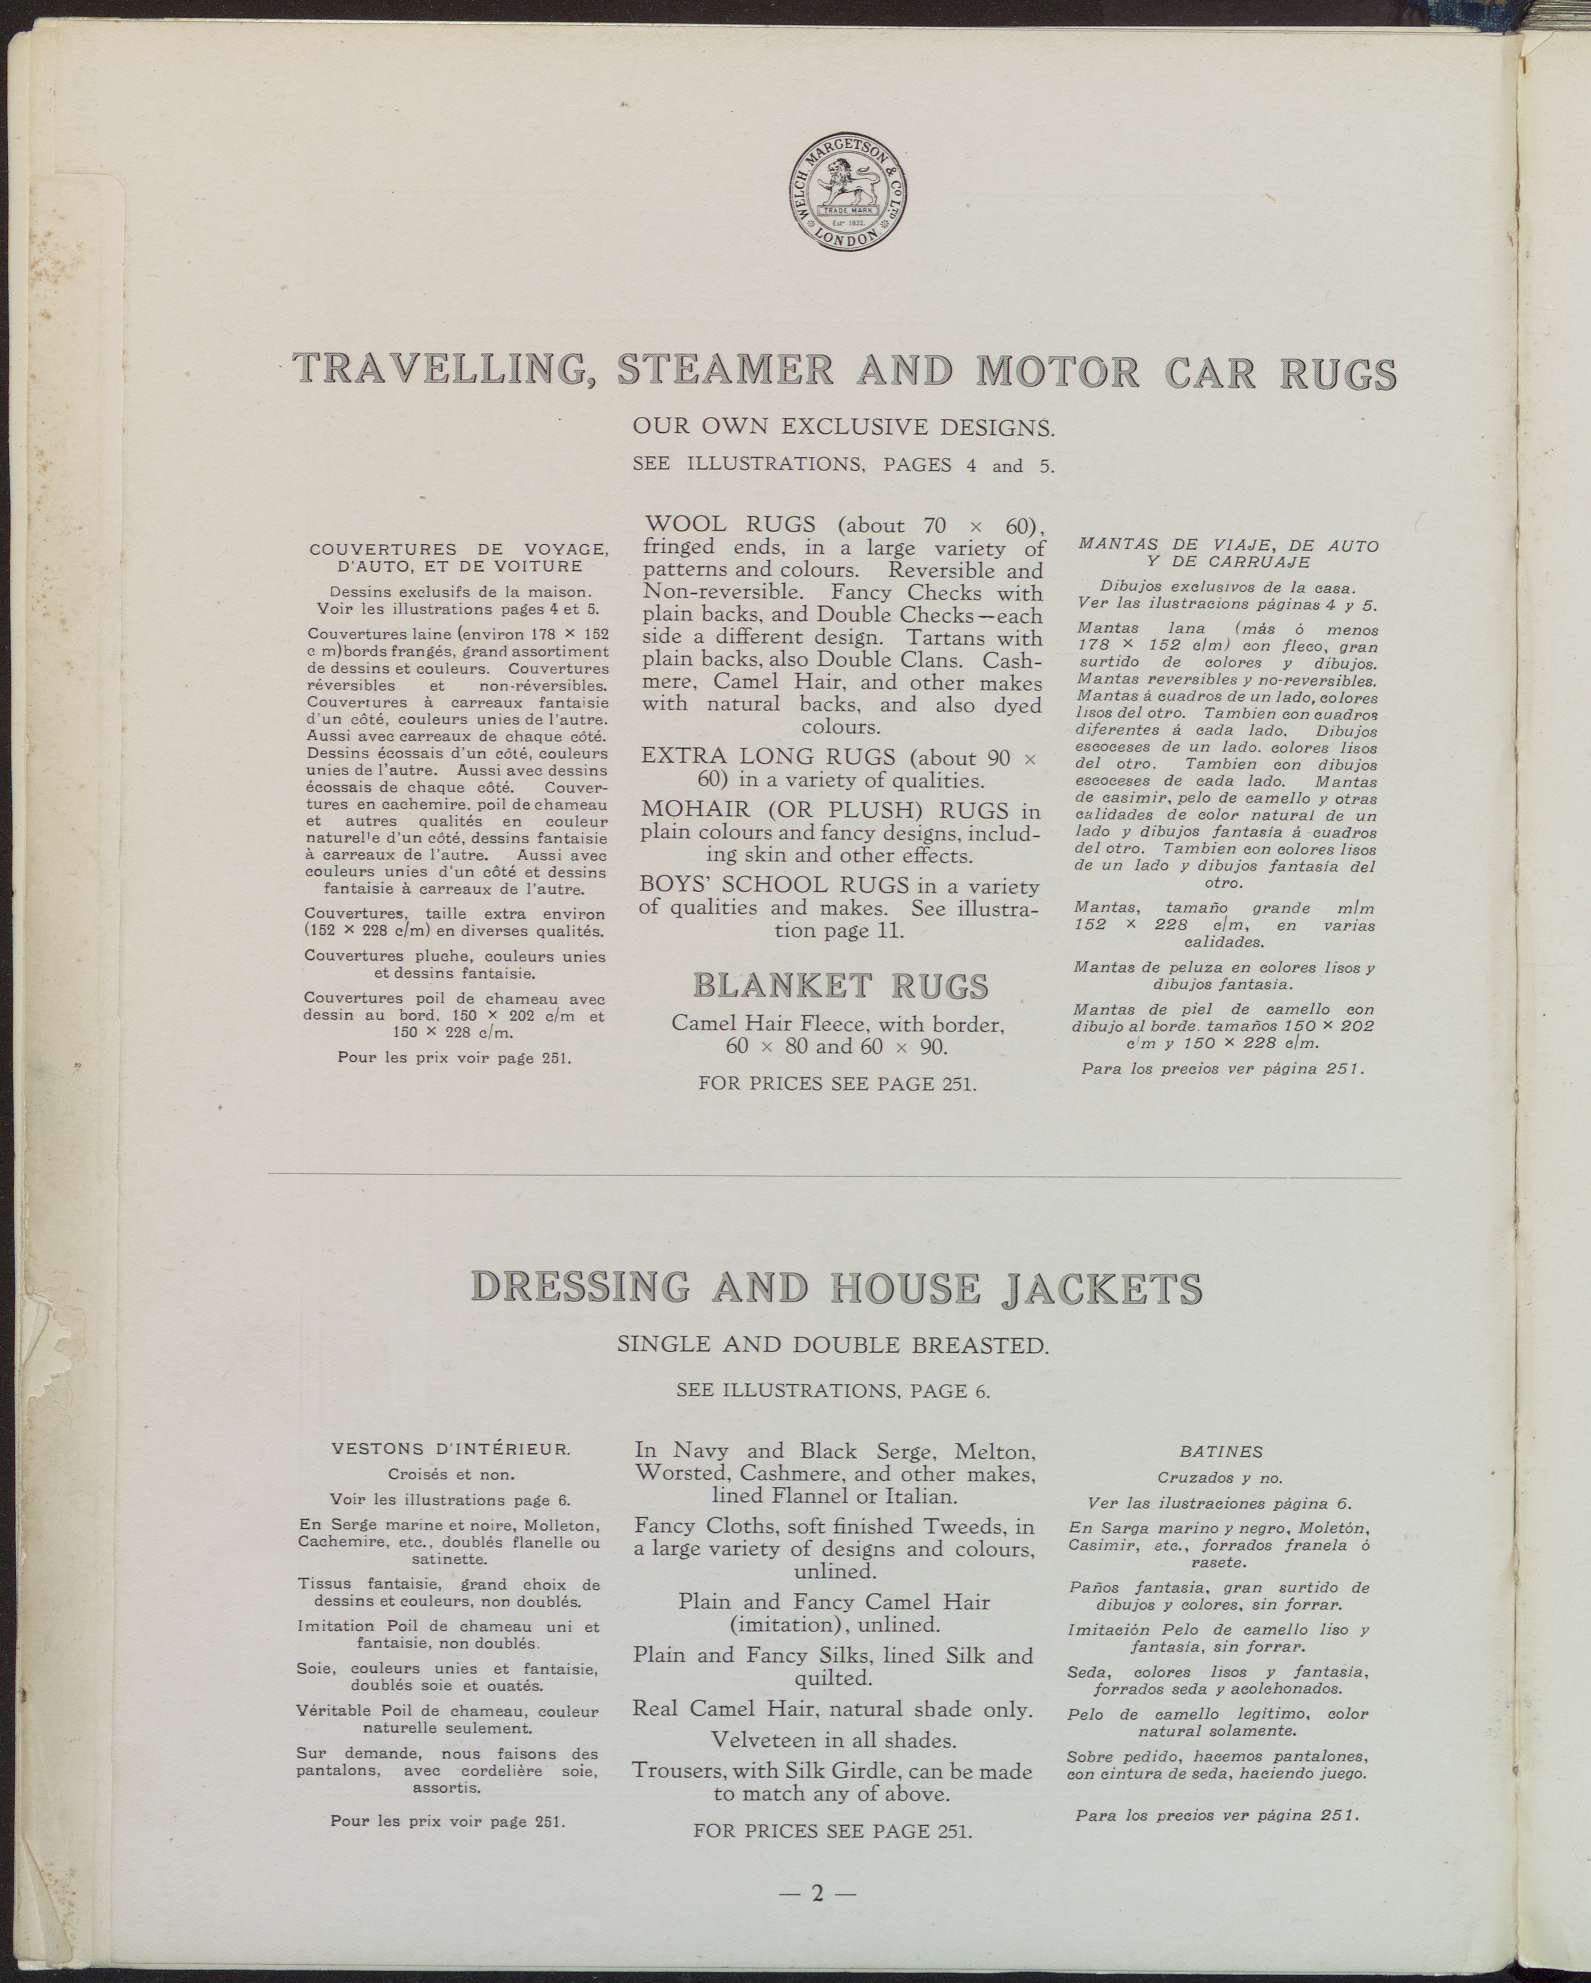 WELCH MARGETSON & CO LTD
TRADE MARK
LONDON
TRAVELLING, STEAMER AND MOTOR CAR RUGS
OUR OWN EXCLUSIVE DESIGNS.
SEE ILLUSTRATIONS, PAGES 4 and 5.
COUVERTURES DE VOYAGE,
D'AUTO, ET DE VOITURE
Dessins exclusifs de la maison.
Voir les illustrations pages 4 et 5.
Couvertures laine (environ 178 × 152
c m) bords frangés, grand assortiment
de dessins et couleurs. Couvertures
réversibles et non-réversibles.
Couvertures à carreaux fantaisie
d'un côté, couleurs unies de l'autre.
Aussi avec carreaux de chaque côté.
Dessins écossais d'un côté, couleurs
unies de l'autre. Aussi avec dessins
écossais de chaque côté. Couver-
tures en cachemire, poil de chameau
et autres qualités en couleur
naturelle d'un côté, dessins fantaisie
à carreaux de l'autre. Aussi avec
couleurs unies d'un côté et dessins
fantaisie à carreaux de l'autre.
Couvertures, taille extra environ
(152 × 228 c/m) en diverses qualités.
Couvertures pluche, couleurs unies
et dessins fantaisie.
Couvertures poil de chameau avec
dessin au bord, 150 × 202 c/m et
150 × 228 c/m.
Pour les prix voir page 251.
WOOL RUGS (about 70 × 60),
fringed ends, in a large variety of
patterns and colours. Reversible and
Non-reversible. Fancy Checks with
plain backs, and Double Checks—each
side a different design. Tartans with
plain backs, also Double Clans. Cash-
mere, Camel Hair, and other makes
with natural backs, and also dyed
colours.
EXTRA LONG RUGS (about 90 ×
60) in a variety of qualities.
MOHAIR (OR PLUSH) RUGS in
plain colours and fancy designs, includ-
ing skin and other effects.
BOYS' SCHOOL RUGS in a variety
of qualities and makes. See illustra-
tion page 11.
BLANKET RUGS
Camel Hair Fleece, with border,
60 × 80 and 60 × 90.
FOR PRICES SEE PAGE 251.
MANTAS DE VIAJE, DE AUTO
Y DE CARRUAJE
Dibujos exclusivos de la casa.
Ver las ilustracions páginas 4 y 5.
Mantas lana (más ó menos
178 × 152 c/m) con fleco, gran
surtido de colores y dibujos.
Mantas reversibles y no-reversibles.
Mantas á cuadros de un lado, colores
lisos del otro. Tambien con cuadros
diferentes á cada lado. Dibujos
escoceses de un lado, colores lisos
del otro. Tambien con dibujos
escoceses de cada lado. Mantas
de casimir, pelo de camello y otras
calidades de color natural de un
lado y dibujos fantasía á cuadros
del otro. Tambien con colores lisos
de un lado y dibujos fantasía del
otro.
Mantas, tamaño grande m/m
152 × 228 c/m, en varias
calidades.
Mantas de peluza en colores lisos y
dibujos fantasia.
Mantas de piel de camello con
dibujo al borde. tamaños 150 × 202
c/m y 150 × 228 c/m.
Para los precios ver página 251.
DRESSING AND HOUSE JACKETS
SINGLE AND DOUBLE BREASTED.
SEE ILLUSTRATIONS, PAGE 6.
VESTONS D'INTÉRIEUR.
Croisés et non.
Voir les illustrations page 6.
En Serge marine et noire, Molleton,
Cachemire, etc., doublés flanelle ou
satinette.
Tissus fantaisie, grand choix de
dessins et couleurs, non doublés.
Imitation Poil de chameau uni et
fantaisie, non doublés.
Soie, couleurs unies et fantaisie,
doublés soie et ouatés.
Véritable Poil de chameau, couleur
naturelle seulement.
Sur demande, nous faisons des
pantalons, avec cordelière soie,
assortis.
Pour les prix voir page 251.
In Navy and Black Serge, Melton,
Worsted, Cashmere, and other makes,
lined Flannel or Italian.
Fancy Cloths, soft finished Tweeds, in
a large variety of designs and colours,
unlined.
Plain and Fancy Camel Hair
(imitation), unlined.
Plain and Fancy Silks, lined Silk and
quilted.
Real Camel Hair, natural shade only.
Velveteen in all shades.
Trousers, with Silk Girdle, can be made
to match any of above.
FOR PRICES SEE PAGE 251.
BATINES
Cruzados y no.
Ver las ilustraciones página 6.
En Sarga marino y negro, Moletón,
Casimir, etc., forrados franela ó
rasete.
Paños fantasia, gran surtido de
dibujos y colores, sin forrar.
Imitación Pelo de camello liso y
fantasia, sin forrar.
Seda, colores lisos y fantasia,
forrados seda y acolchonados.
Pelo de camello legítimo, color
natural solamente.
Sobre pedido, hacemos pantalones,
con cintura de seda, haciendo juego.
Para los precios ver página 251.
— 2 —